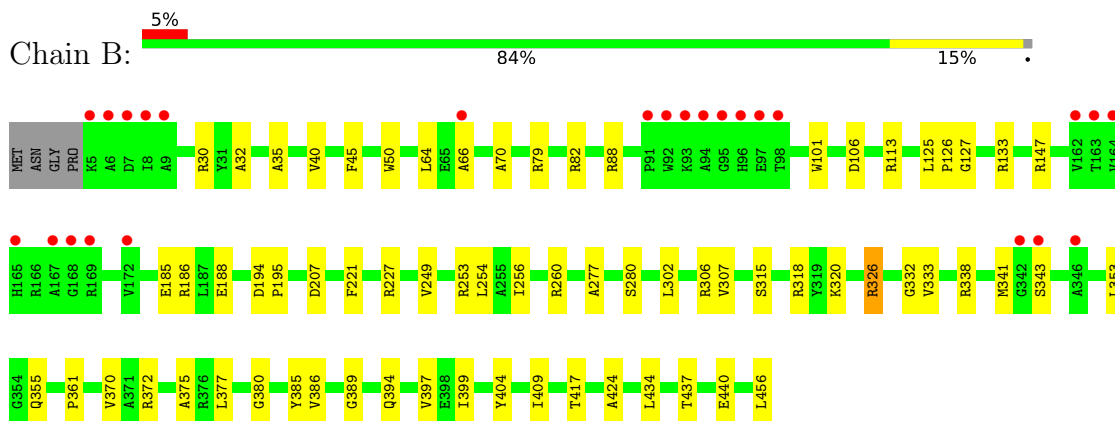 5%
Chain B:
84% 15% •
MET ASN GLY PRO K5 A6 D7 I8 A9 R30 Y31 A32 A35 V40 F45 W50 L64 E65 A66 A70 R79 R82 R88 P91 W92 K93 A94 G95 H96 E97 T98 W101 D106 R113 L125 P126 G127 R133 R147 V162 T163
H165 R166 A167 G168 R169 V172 E185 R186 L187 E188 D194 P195 D207 F221 R227 V249 R253 L254 A255 I256 R260 A277 S280 L302 R306 V307 S315 R318 Y319 K320 R326 G332 V333 R338 M341 G342 S343 A346 L353
G354 Q355 P361 V370 A371 R372 A375 R376 L377 G380 Y385 V386 G389 Q394 V397 E398 I399 Y404 I409 T417 A424 L434 T437 E440 L456